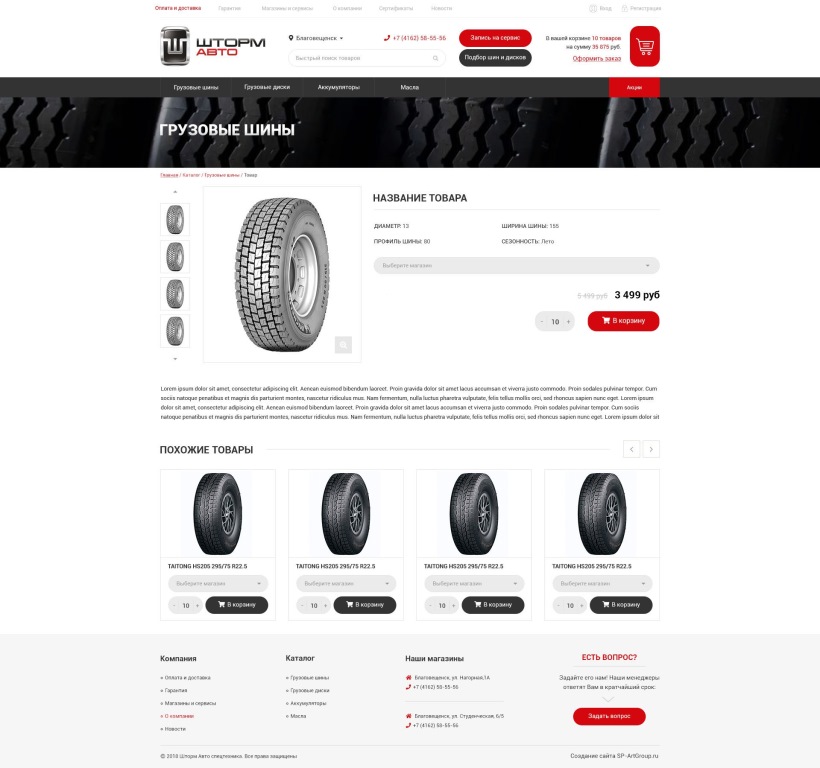 Оплата и доставка Гарантия Магазины и сервисы О компании Сертификаты Новости Вход Регистрация
ШТОРМ
АВТО
Благовещенск +7 (4162) 58-55-56 Запись на сервис
Быстрый поиск товаров Подбор шин и дисков
В вашей корзине 10 товаров
на сумму 35 875 руб.
Оформить заказ
Грузовые шины Грузовые диски Аккумуляторы Масла Акции
ГРУЗОВЫЕ ШИНЫ
Главная / Каталог / Грузовые шины / Товар
НАЗВАНИЕ ТОВАРА
ДИАМЕТР: 13 ШИРИНА ШИНЫ: 155
ПРОФИЛЬ ШИНЫ: 80 СЕЗОННОСТЬ: Лето
Выберите магазин
5 499 руб 3 499 руб
- 10 + В корзину
Lorem ipsum dolor sit amet, consectetur adipiscing elit. Aenean euismod bibendum laoreet. Proin gravida dolor sit amet lacus accumsan et viverra justo commodo. Proin sodales pulvinar tempor. Cum
sociis natoque penatibus et magnis dis parturient montes, nascetur ridiculus mus. Nam fermentum, nulla luctus pharetra vulputate, felis tellus mollis orci, sed rhoncus sapien nunc eget. Lorem ipsum
dolor sit amet, consectetur adipiscing elit. Aenean euismod bibendum laoreet. Proin gravida dolor sit amet lacus accumsan et viverra justo commodo. Proin sodales pulvinar tempor. Cum sociis
natoque penatibus et magnis dis parturient montes, nascetur ridiculus mus. Nam fermentum, nulla luctus pharetra vulputate, felis tellus mollis orci, sed rhoncus sapien nunc eget. Lorem ipsum dolor sit
ПОХОЖИЕ ТОВАРЫ
TAITONG HS205 295/75 R22.5 TAITONG HS205 295/75 R22.5 TAITONG HS205 295/75 R22.5 TAITONG HS205 295/75 R22.5
Выберите магазин Выберите магазин Выберите магазин Выберите магазин
- 10 + В корзину - 10 + В корзину - 10 + В корзину - 10 + В корзину
Компания
» Оплата и доставка
» Гарантия
» Магазины и сервисы
» О компании
» Новости
Каталог
» Грузовые шины
» Грузовые диски
» Аккумуляторы
» Масла
Наши магазины
Благовещенск, ул. Нагорная,1А
+7 (4162) 58-55-56
Благовещенск, ул. Студенческая, 6/5
+7 (4162) 58-55-56
ЕСТЬ ВОПРОС?
Задайте его нам! Наши менеджеры
ответят Вам в кратчайший срок:
Задать вопрос
© 2018 Шторм Авто спецтехника. Все права защищены Создание сайта SP-ArtGroup.ru